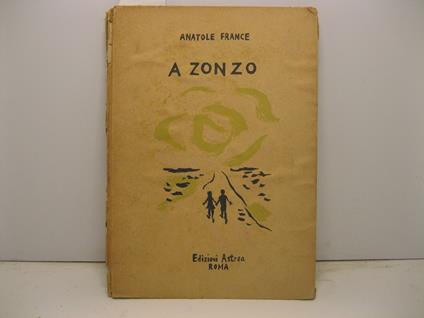 ANATOLE FRANCE
A ZONZO
Edizioni Astrea
ROMA